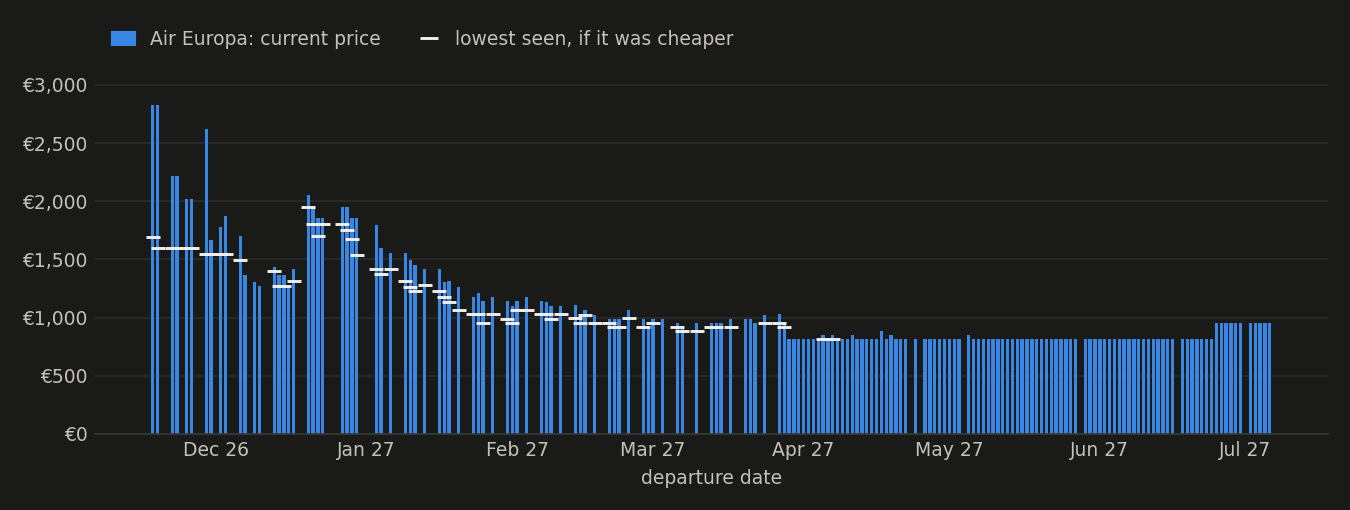 Air Europa: current price
lowest seen, if it was cheaper
€3,000
€2,500
€2,000
€1,500
€1,000
€500
€0
Dec 26 Jan 27 Feb 27 Mar 27 Apr 27 May 27 Jun 27 Jul 27
departure date